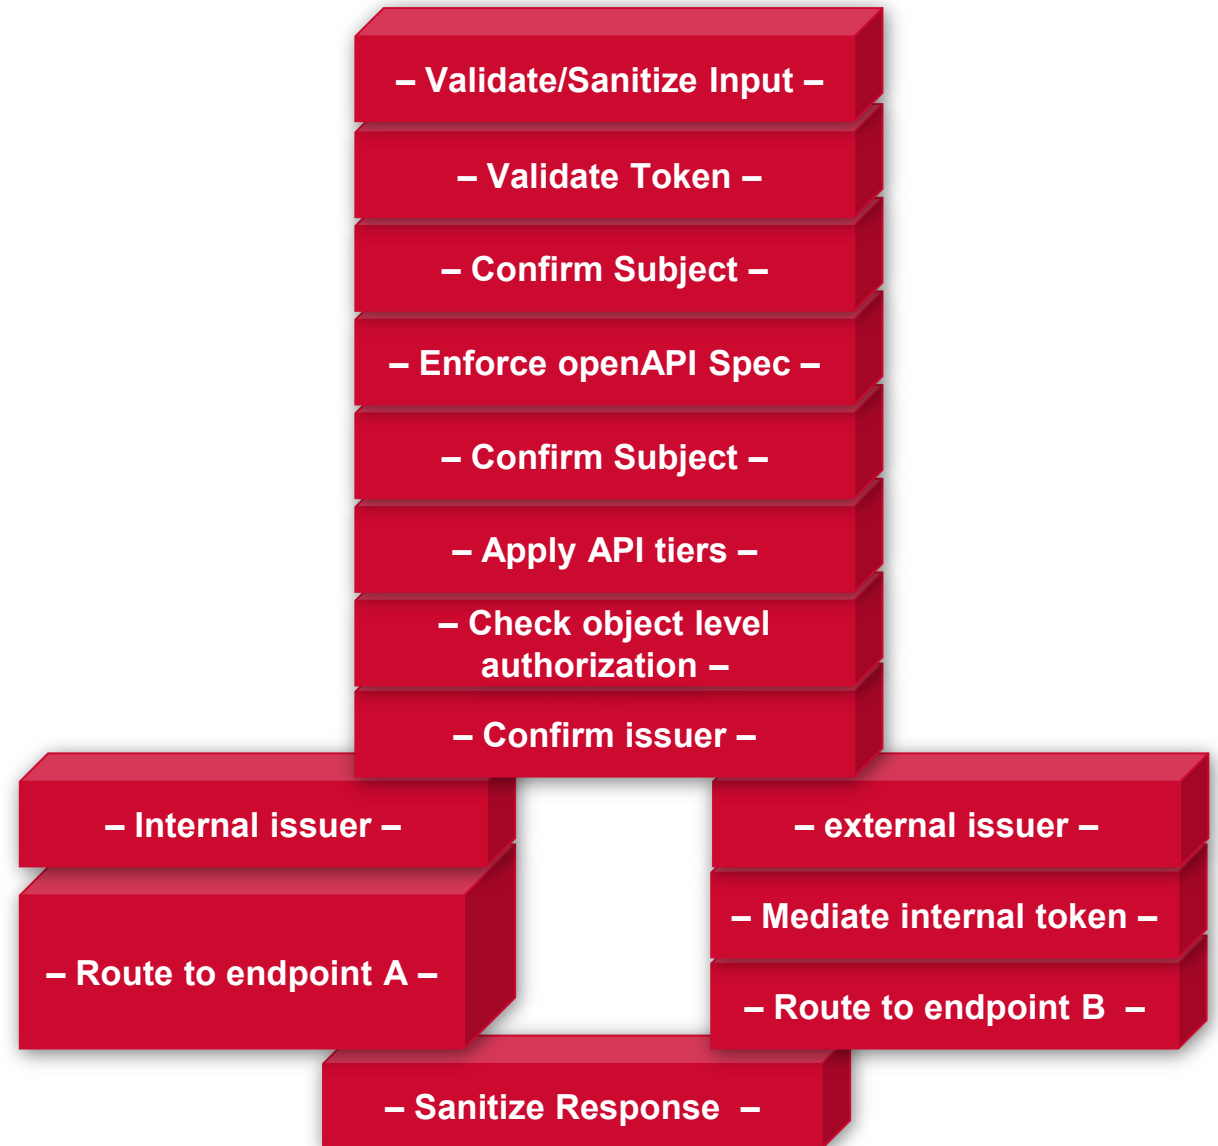 – Validate/Sanitize Input –
– Validate Token –
– Confirm Subject –
– Enforce openAPI Spec –
– Confirm Subject –
– Apply API tiers –
– Check object level
authorization –
– Confirm issuer –
– Internal issuer –
– external issuer –
– Mediate internal token –
– Route to endpoint A –
– Route to endpoint B –
– Sanitize Response –